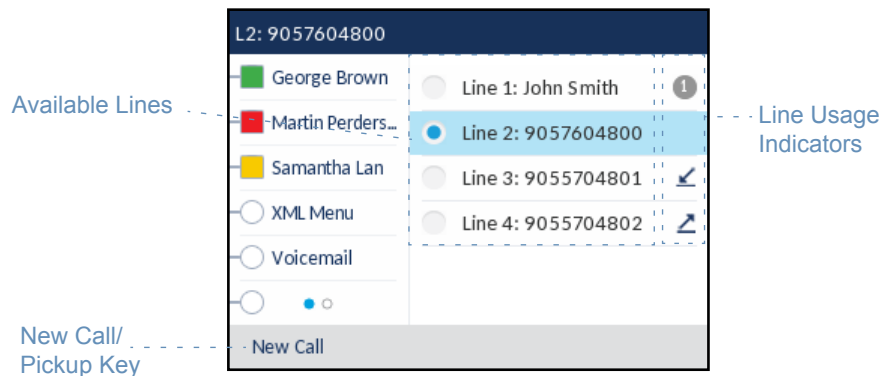 L2: 9057604800
George Brown
Martin Perders...
Samantha Lan
XML Menu
Voicemail
Line 1: John Smith
1
Line 2: 9057604800
Line 3: 9055704801
Line 4: 9055704802
New Call
Available Lines
Line Usage
Indicators
New Call/
Pickup Key